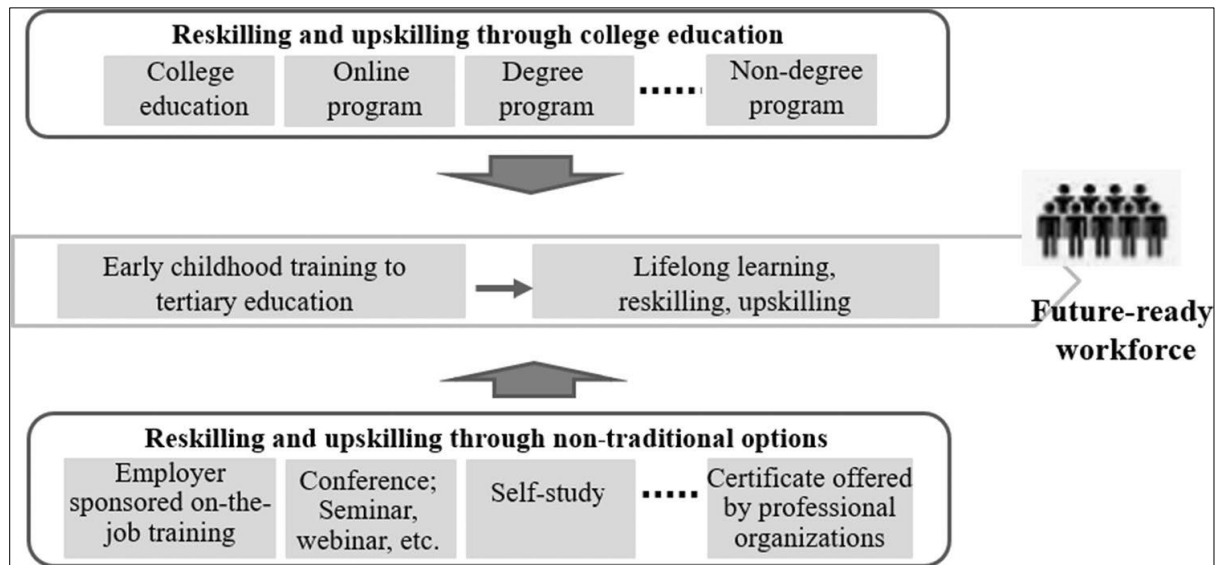 Reskilling and upskilling through college education
College
education
Online
program
Degree
program
Non-degree
program
Early childhood training to
tertiary education
Lifelong learning,
reskilling, upskilling
Future-ready
workforce
Reskilling and upskilling through non-traditional options
Employer
sponsored on-the-
job training
Conference;
Seminar,
webinar, etc.
Self-study
Certificate offered
by professional
organizations